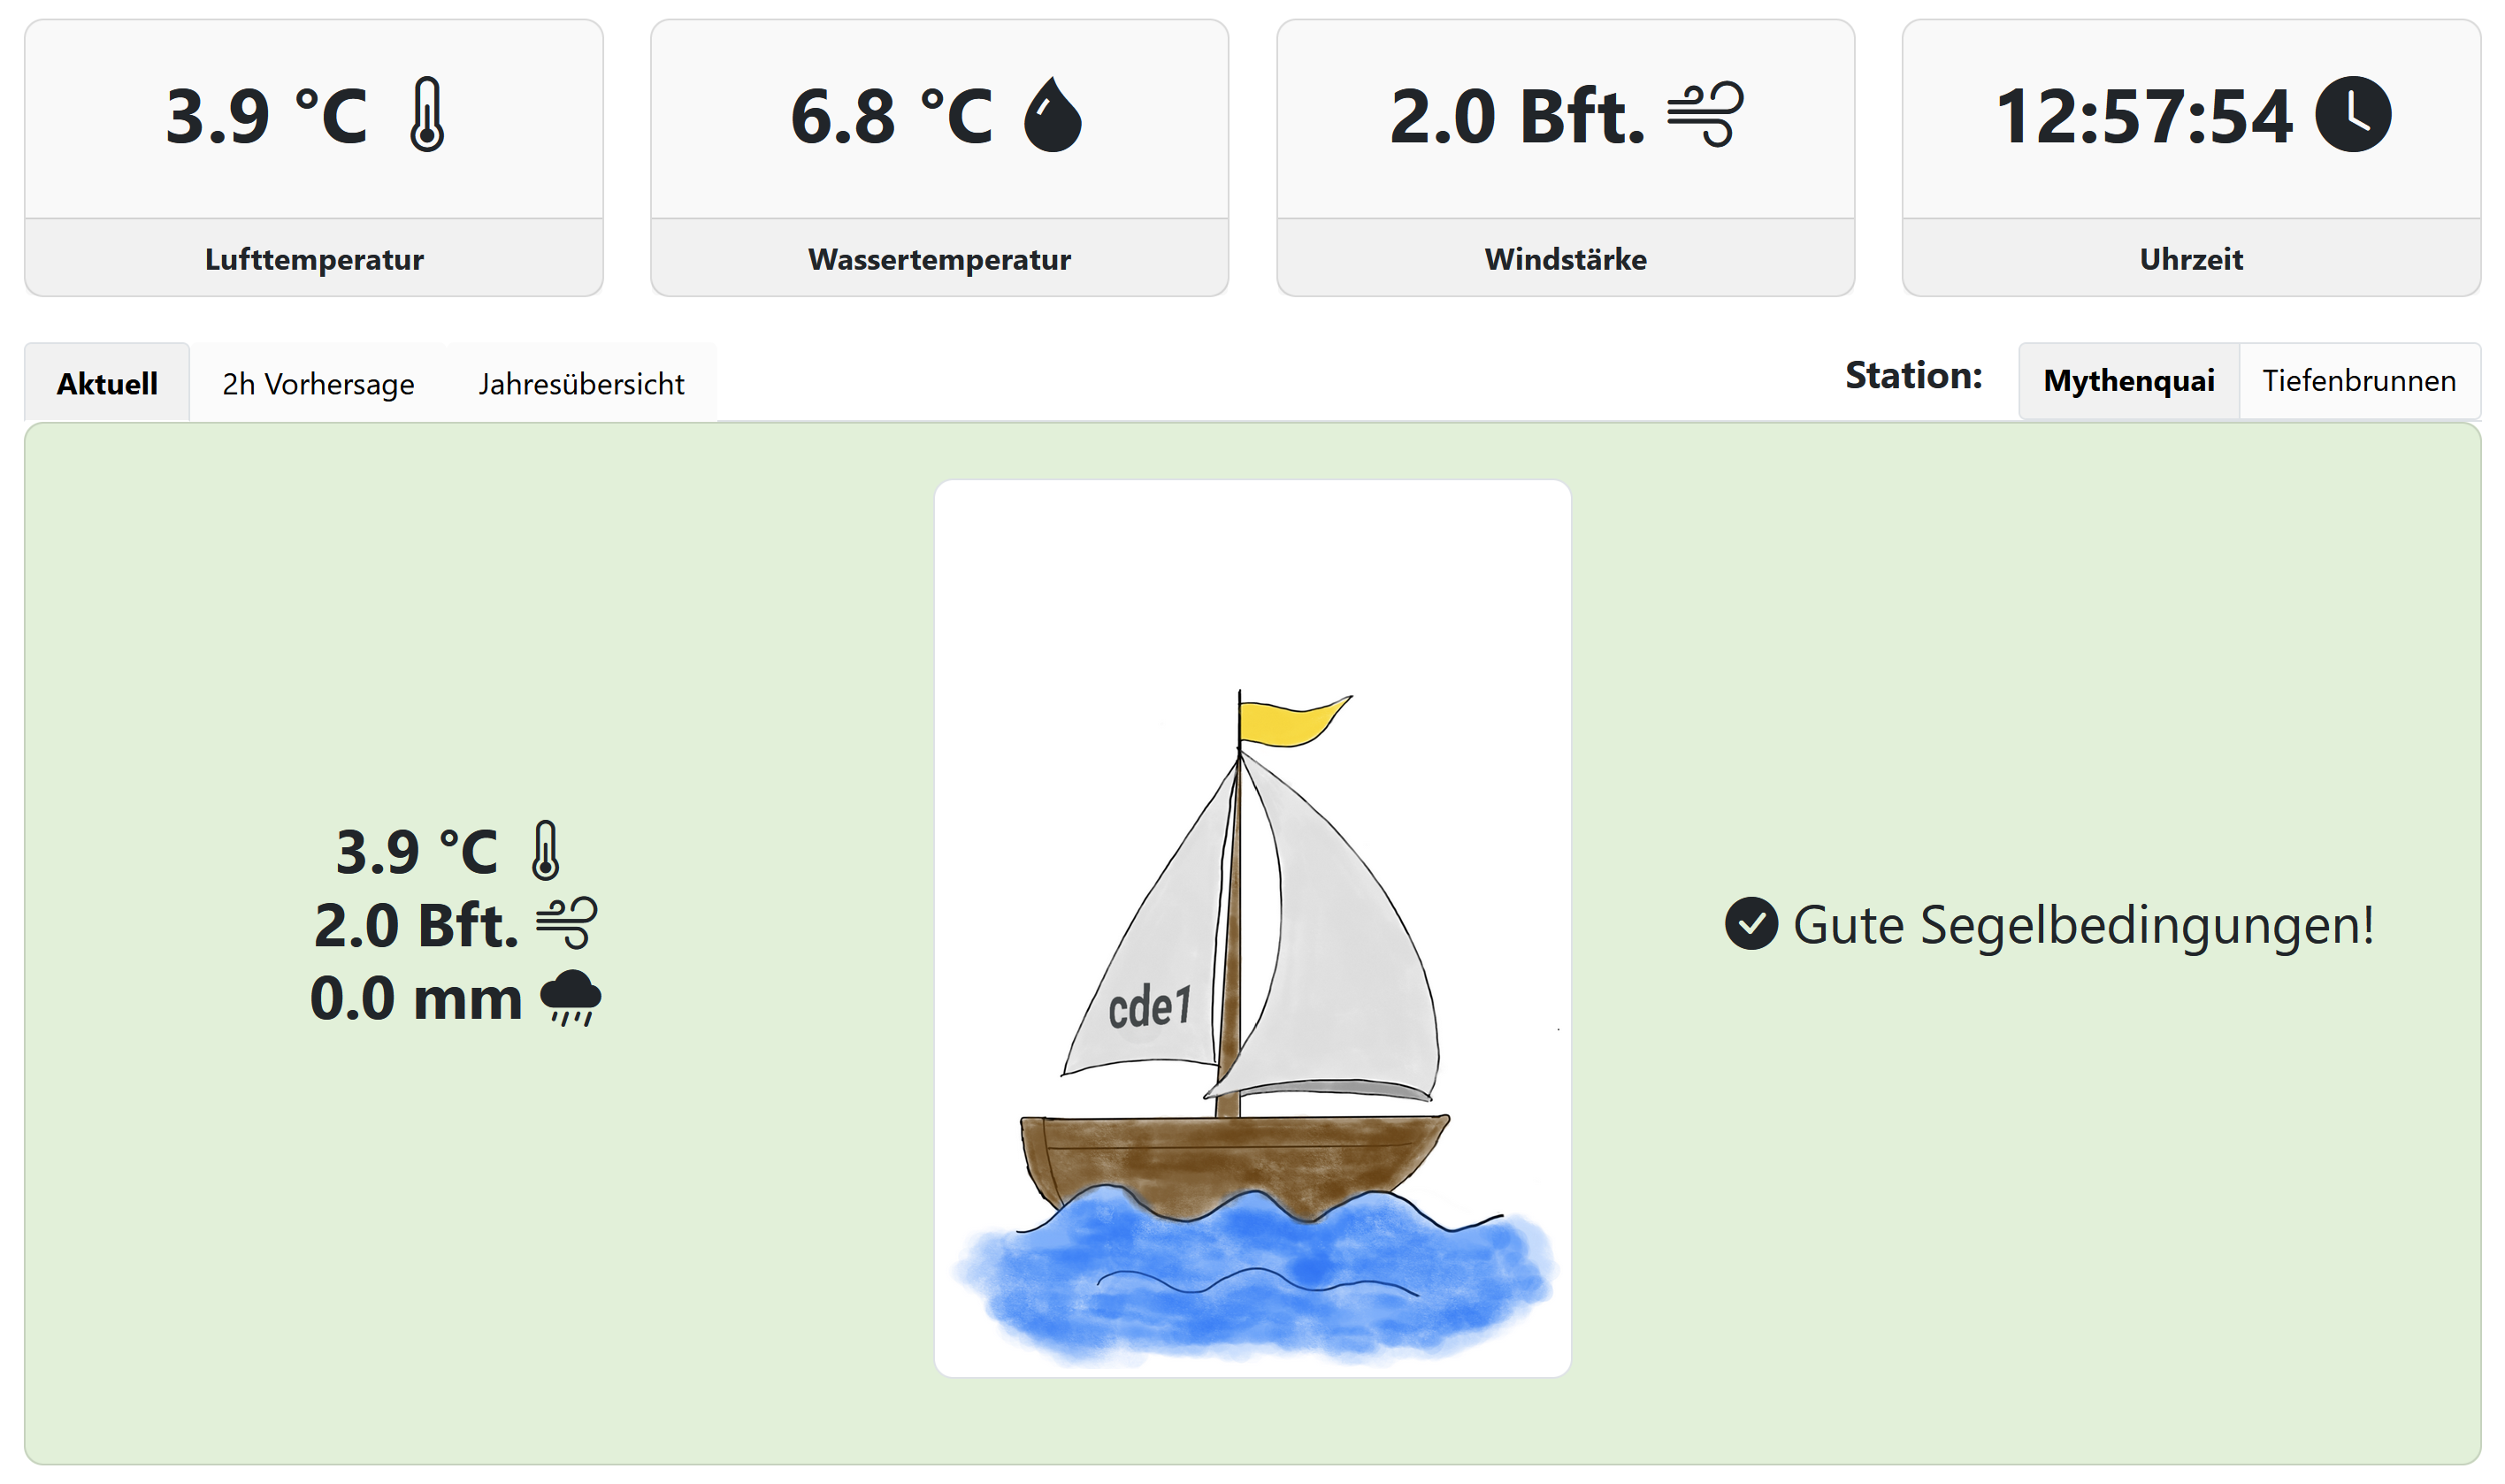 3.9 °C
Lufttemperatur
6.8 °C
Wassertemperatur
2.0 Bft.
Windstärke
12:57:54
Uhrzeit
Aktuell
2h Vorhersage
Jahresübersicht
Station:
Mythenquai
Tiefenbrunnen
3.9 °C
2.0 Bft.
0.0 mm
cde1
Gute Segelbedingungen!